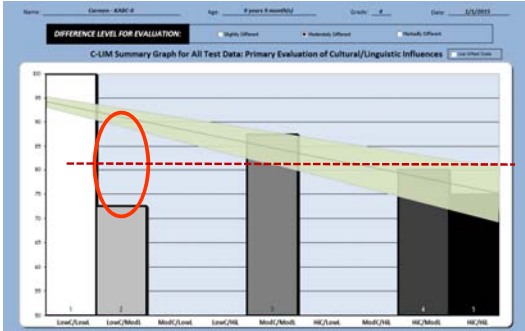 Name: Carmen - KABC-II Age: 9 years 9 month(s) Grade: 4 Date: 1/1/2015
DIFFERENCE LEVEL FOR EVALUATION: Slightly Different Moderately Different Markedly Different
C-LIM Summary Graph for All Test Data: Primary Evaluation of Cultural/Linguistic Influences
100
95
90
85
80
75
70
65
60
55
50
1 2 3 4 5
LowC/LowL LowC/ModL ModC/LowL LowC/HiL ModC/ModL HiC/LowL ModC/HiL HiC/ModL HiC/HiL